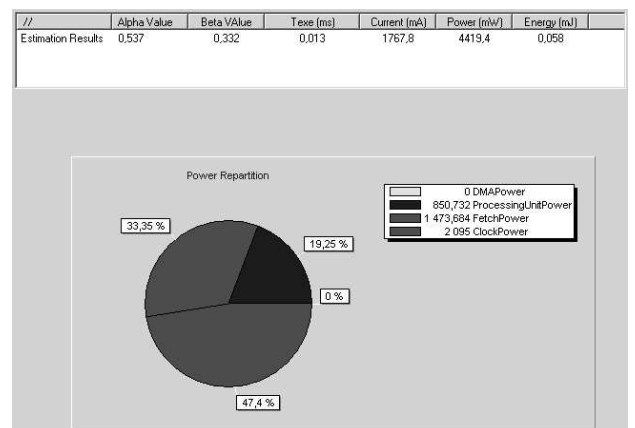 // Alpha Value Beta VAlue Texe (ms) Current (mA) Power (mW) Energy (mJ)
Estimation Results 0,537 0,332 0,013 1767,8 4419,4 0,058
Power Repartition
0 DMAPower
850,732 ProcessingUnitPower
1 473,684 FetchPower
2 095 ClockPower
33,35 %
19,25 %
0 %
47,4 %